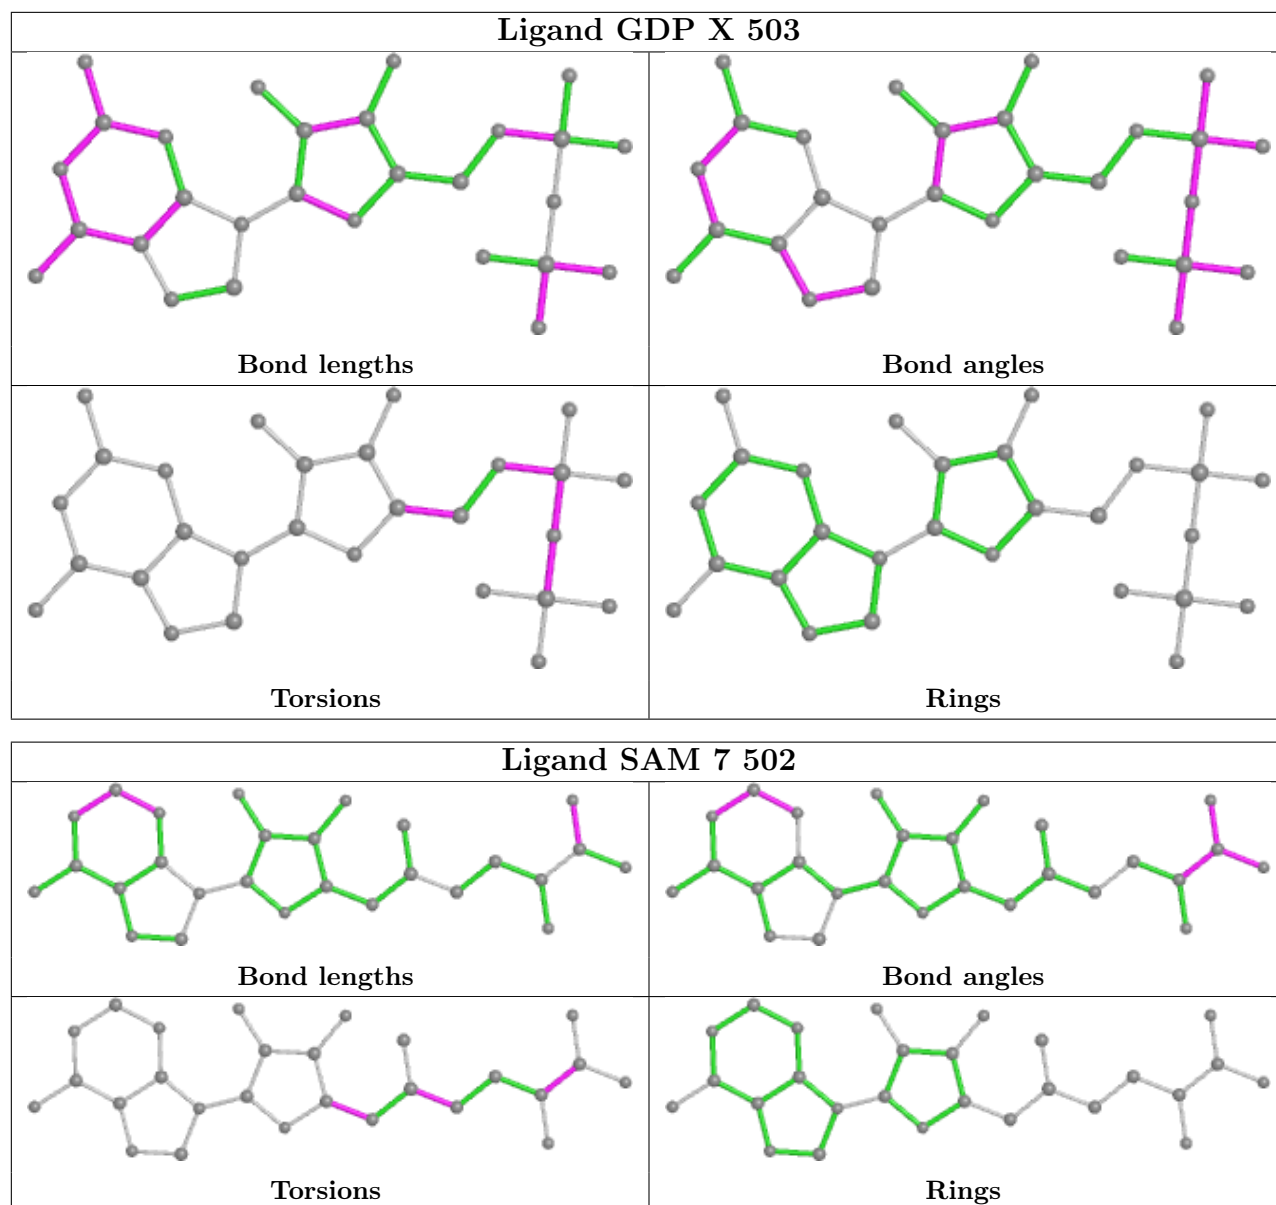 Ligand GDP X 503
Bond lengths
Bond angles
Torsions
Rings
Ligand SAM 7 502
Bond lengths
Bond angles
Torsions
Rings